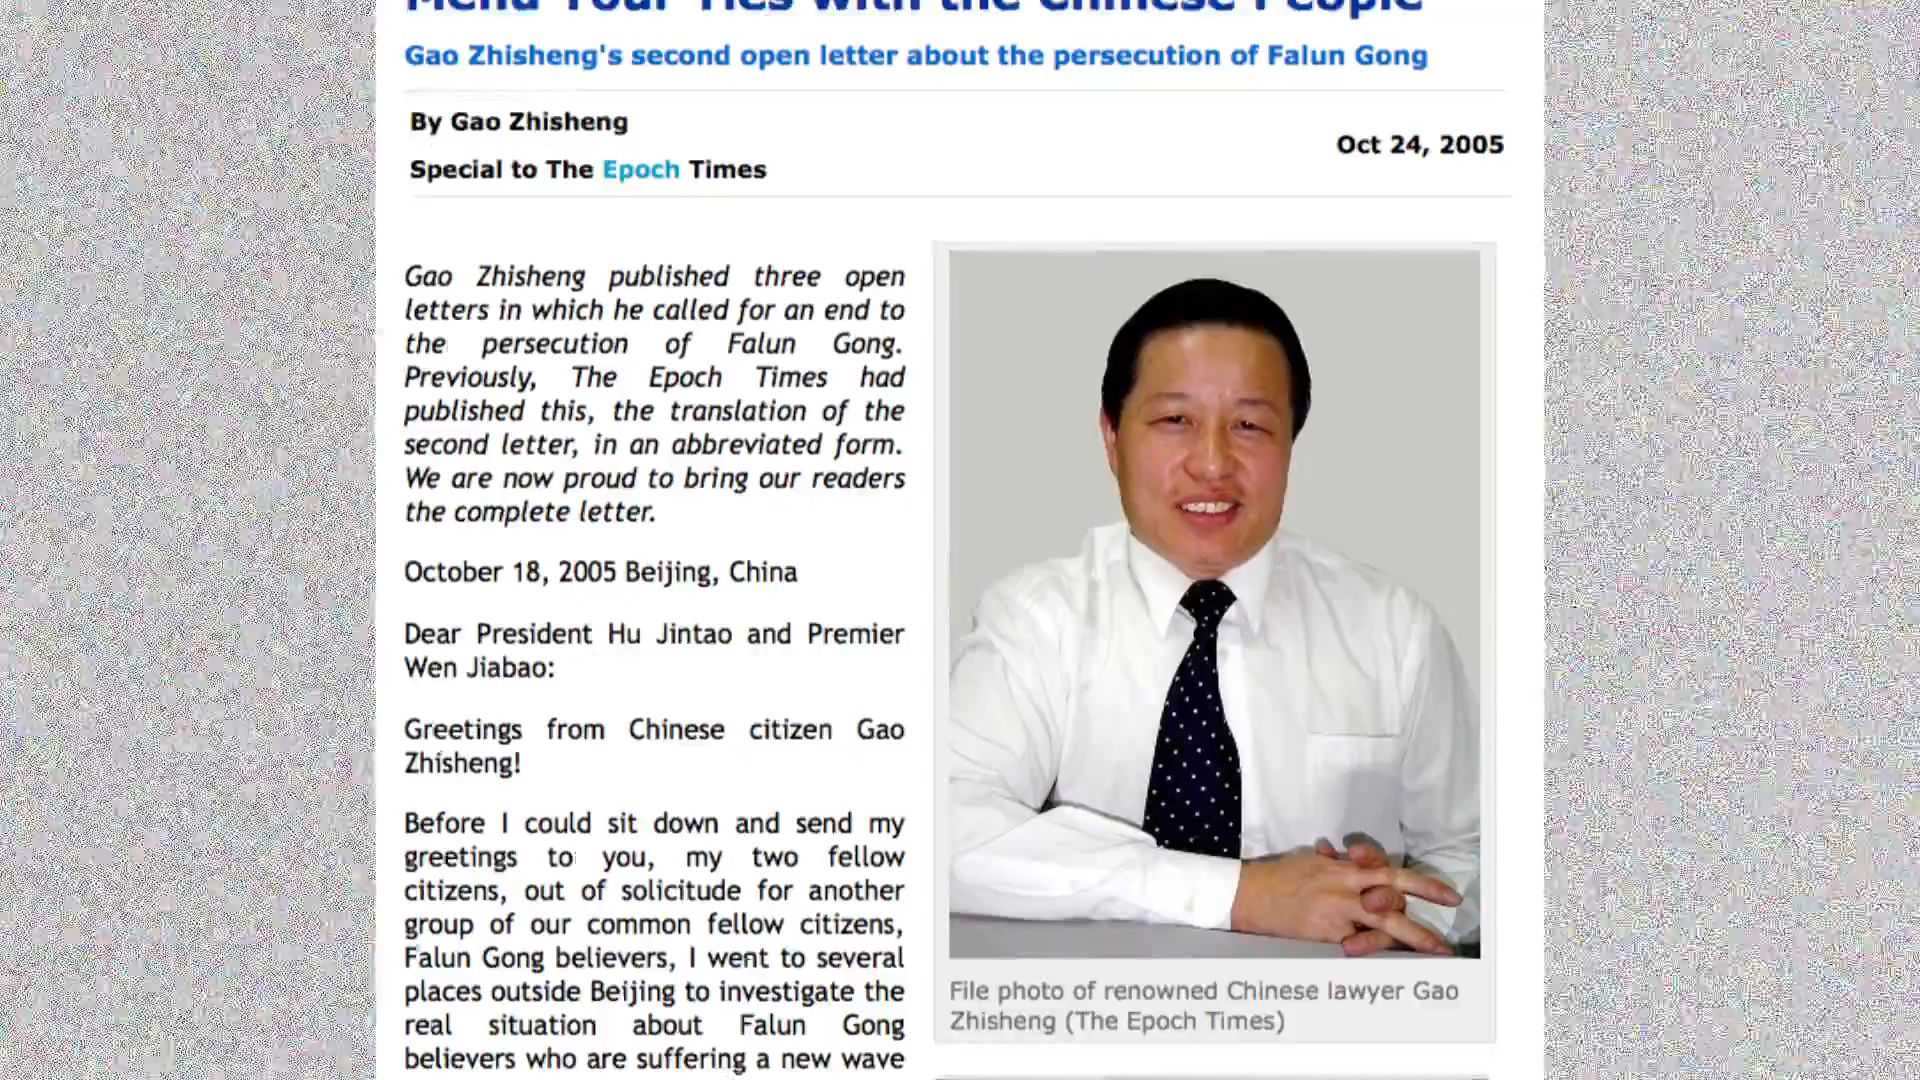 Mend Your Ties with the Chinese People
Gao Zhisheng's second open letter about the persecution of Falun Gong
By Gao Zhisheng
Oct 24, 2005
Special to The Epoch Times
Gao Zhisheng published three open
letters in which he called for an end to
the persecution of Falun Gong.
Previously, The Epoch Times had
published this, the translation of the
second letter, in an abbreviated form.
We are now proud to bring our readers
the complete letter.
October 18, 2005 Beijing, China
Dear President Hu Jintao and Premier
Wen Jiabao:
Greetings from Chinese citizen Gao
Zhisheng!
Before I could sit down and send my
greetings to you, my two fellow
citizens, out of solicitude for another
group of our common fellow citizens,
Falun Gong believers, I went to several
places outside Beijing to investigate the
real situation about Falun Gong
believers who are suffering a new wave
File photo of renowned Chinese lawyer Gao
Zhisheng (The Epoch Times)